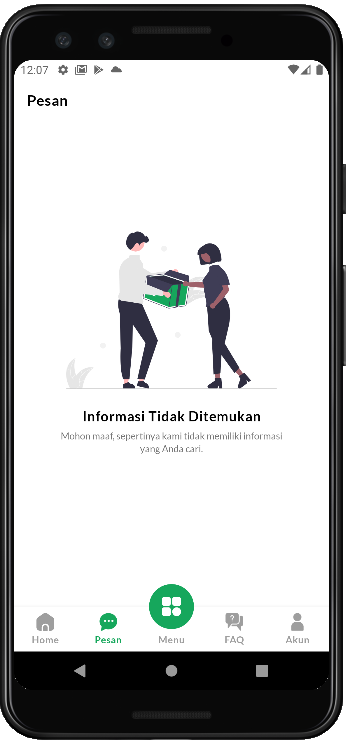 12:07
Pesan
Informasi Tidak Ditemukan
Mohon maaf, sepertinya kami tidak memiliki informasi
yang Anda cari.
Home
Pesan
Menu
FAQ
Akun